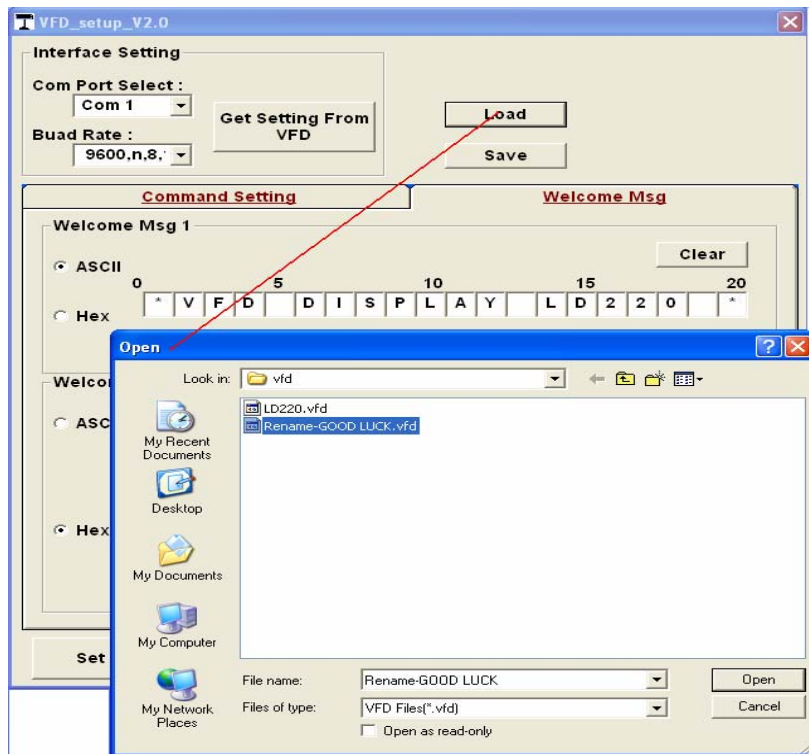 VFD_setup_V2.0
Interface Setting
Com Port Select :
Com 1
Get Setting From
VFD
Buad Rate :
9600,n,8,
Load
Save
Command Setting
Welcome Msg
Welcome Msg 1
Clear
ASCII
0 5 10 15 20
* V F D D I S P L A Y L D 2 2 0 *
Hex
Open
Welco
Look in: vfd
ASC
LD220.vfd
Rename-GOOD LUCK.vfd
My Recent
Documents
Desktop
Hex
My Documents
My Computer
Set
My Network
Places
File name: Rename-GOOD LUCK Open
Files of type: VFD Files(*.vfd) Cancel
Open as read-only